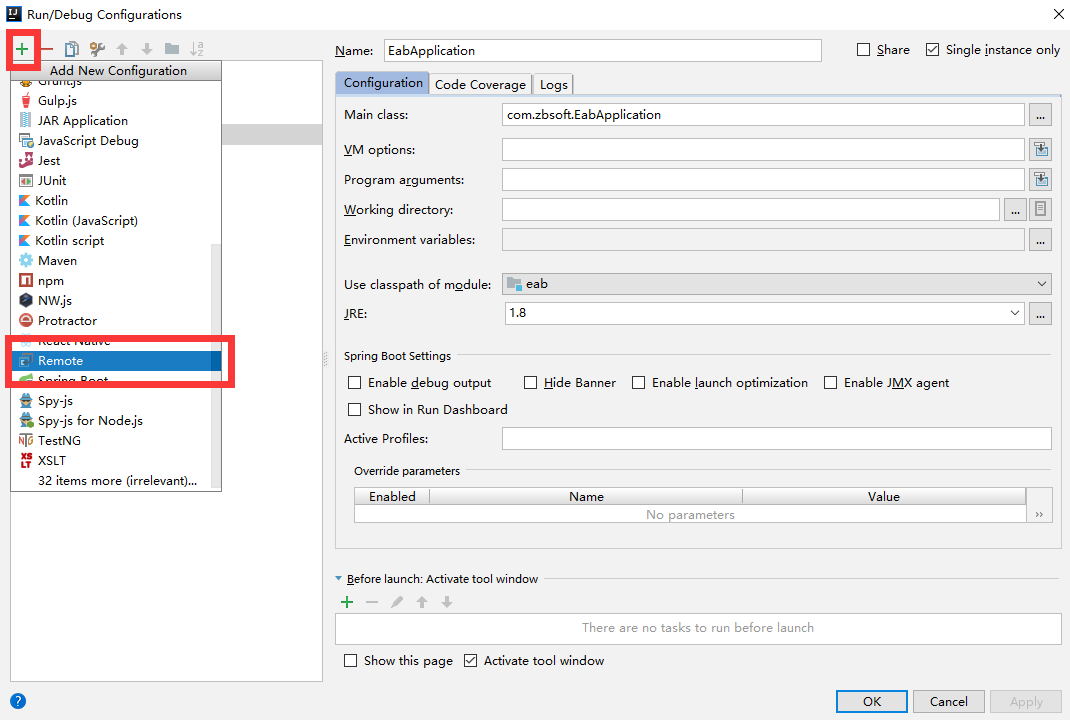 Run/Debug Configurations
Add New Configuration
Grunt.js
Gulp.js
JAR Application
JavaScript Debug
Jest
JUnit
Kotlin
Kotlin (JavaScript)
Kotlin script
Maven
npm
NW.js
Protractor
React Native
Remote
Spring Boot
Spy-js
Spy-js for Node.js
TestNG
XSLT
32 items more (irrelevant)...
Name: EabApplication
Share
Single instance only
Configuration
Code Coverage
Logs
Main class: com.zbsoft.EabApplication ...
VM options:
Program arguments:
Working directory: ...
Environment variables: ...
Use classpath of module: eab
JRE: 1.8 ...
Spring Boot Settings
Enable debug output
Hide Banner
Enable launch optimization
Enable JMX agent
Show in Run Dashboard
Active Profiles:
Override parameters
Enabled Name Value
No parameters
»
Before launch: Activate tool window
There are no tasks to run before launch
Show this page
Activate tool window
?
OK
Cancel
Apply